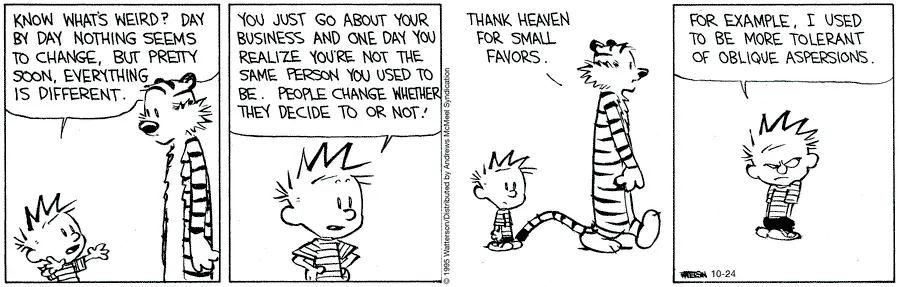 KNOW WHAT'S WEIRD? DAY
BY DAY NOTHING SEEMS
TO CHANGE, BUT PRETTY
SOON, EVERYTHING
IS DIFFERENT.
YOU JUST GO ABOUT YOUR
BUSINESS AND ONE DAY YOU
REALIZE YOU'RE NOT THE
SAME PERSON YOU USED TO
BE. PEOPLE CHANGE WHETHER
THEY DECIDE TO OR NOT!
© 1995 Watterson/Distributed by Andrews McMeel Syndication
THANK HEAVEN
FOR SMALL
FAVORS.
FOR EXAMPLE, I USED
TO BE MORE TOLERANT
OF OBLIQUE ASPERSIONS.
WATTERSON 10-24